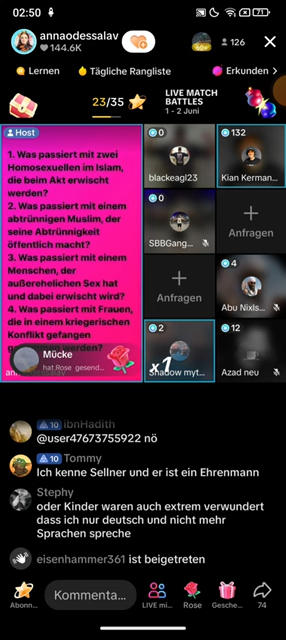 02:50
71
annaodessalav
144.6K
126
Lernen
Tägliche Rangliste
Erkunden
23/35
LIVE MATCH
BATTLES
1 - 2 Juni
Host
1. Was passiert mit zwei
Homosexuellen im Islam,
die beim Akt erwischt
werden?
2. Was passiert mit einem
abtrünnigen Muslim, der
seine Abtrünnigkeit
öffentlich macht?
3. Was passiert mit einem
Menschen, der
außerehelichen Sex hat
und dabei erwischt wird?
4. Was passiert mit Frauen,
die in einem kriegerischen
Konflikt gefangen
werden?
Mücke
hat Rose gesend...
0
blackeagl23
132
Kian Kerman...
0
SBBGang...
Anfragen
Anfragen
4
Abu Nixls...
2
x1
Shadow myt...
12
Azad neu
10 IbnHadith
@user47673755922 nö
10 Tommy
Ich kenne Sellner und er ist ein Ehrenmann
Stephy
oder Kinder waren auch extrem verwundert
dass ich nur deutsch und nicht mehr
Sprachen spreche
eisenhammer361 ist beigetreten
Abonn...
Kommenta...
LIVE mi...
Rose
Gesche...
74